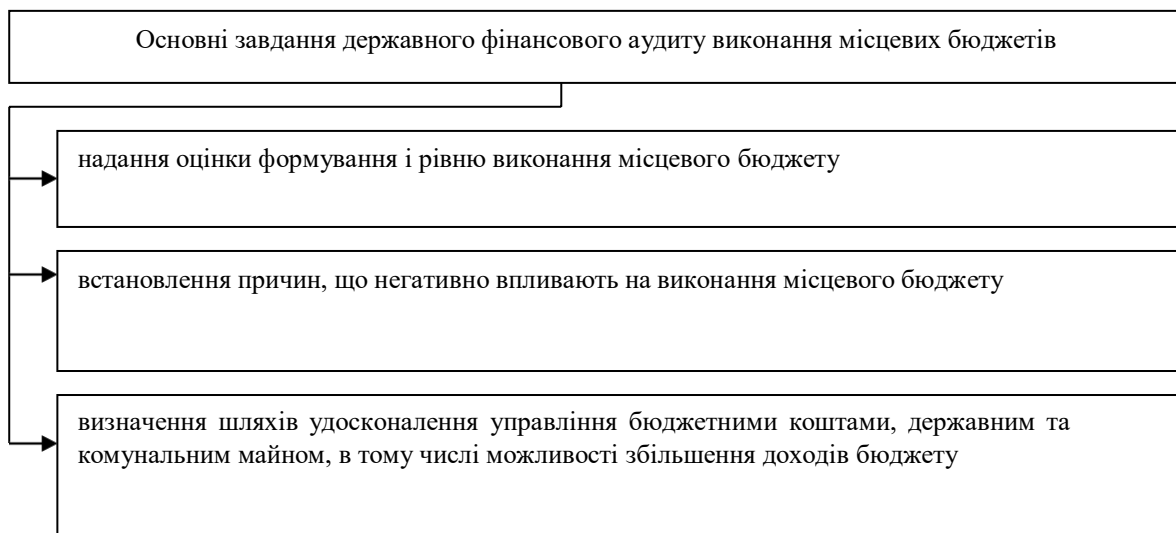 Основні завдання державного фінансового аудиту виконання місцевих бюджетів
надання оцінки формування і рівню виконання місцевого бюджету
встановлення причин, що негативно впливають на виконання місцевого бюджету
визначення шляхів удосконалення управління бюджетними коштами, державним та
комунальним майном, в тому числі можливості збільшення доходів бюджету